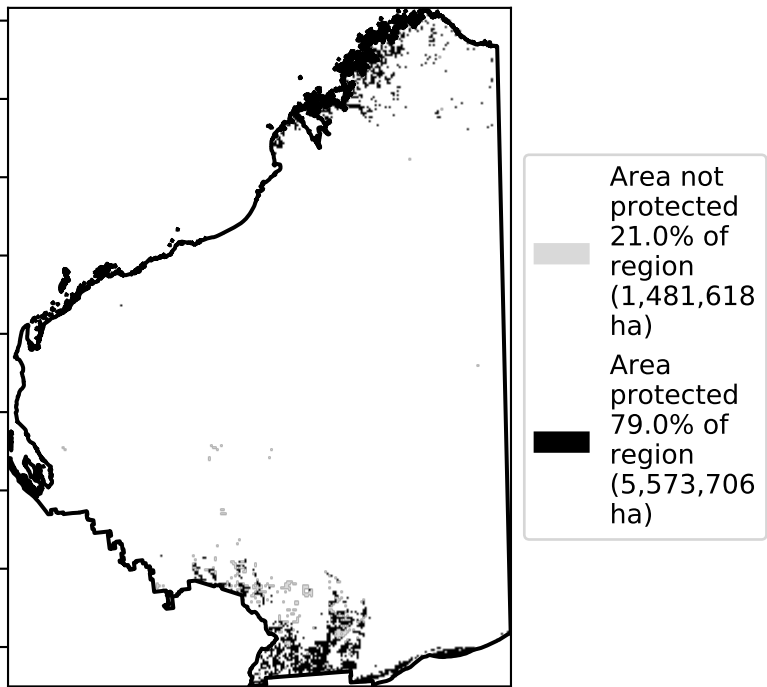 Area not
protected
21.0% of
region
(1,481,618
ha)
Area
protected
79.0% of
region
(5,573,706
ha)